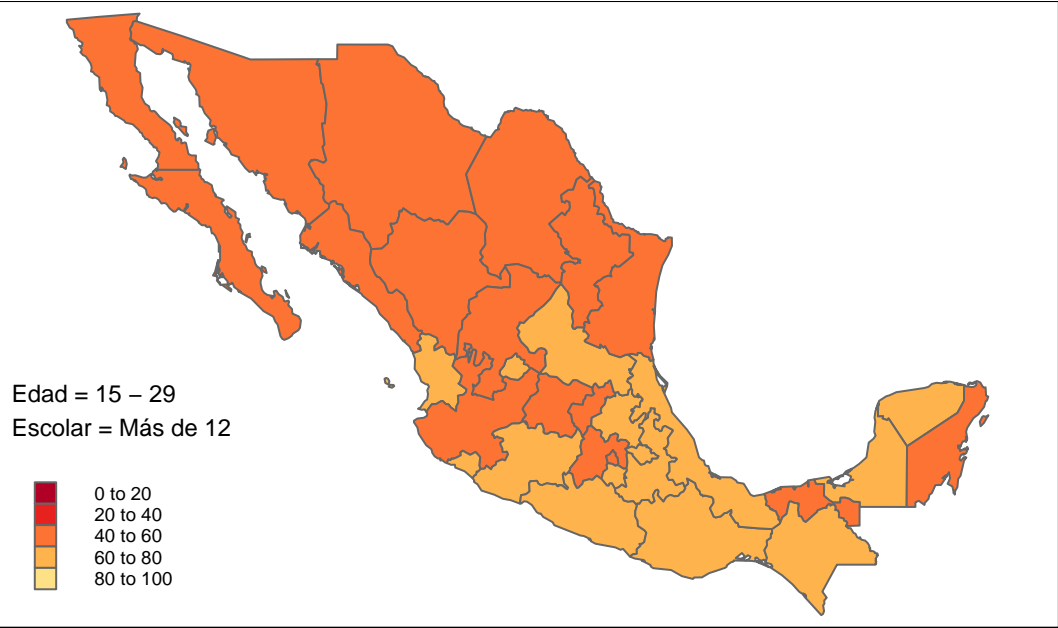 Edad = 15 – 29
Escolar = Más de 12
0 to 20
20 to 40
40 to 60
60 to 80
80 to 100